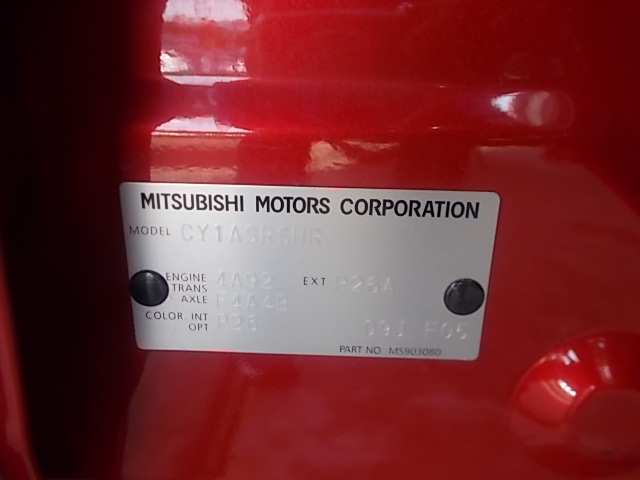 MITSUBISHI MOTORS CORPORATION
MODEL CY1ASRSHR
ENGINE 4A92 EXT P26A
TRANS
AXLE F4A4B
COLOR. INT P26
OPT 09J E05
PART NO. MS903080